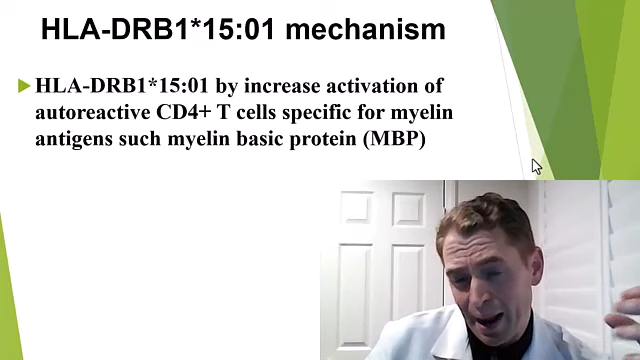 HLA-DRB1*15:01 mechanism
HLA-DRB1*15:01 by increase activation of
autoreactive CD4+ T cells specific for myelin
antigens such myelin basic protein (MBP)